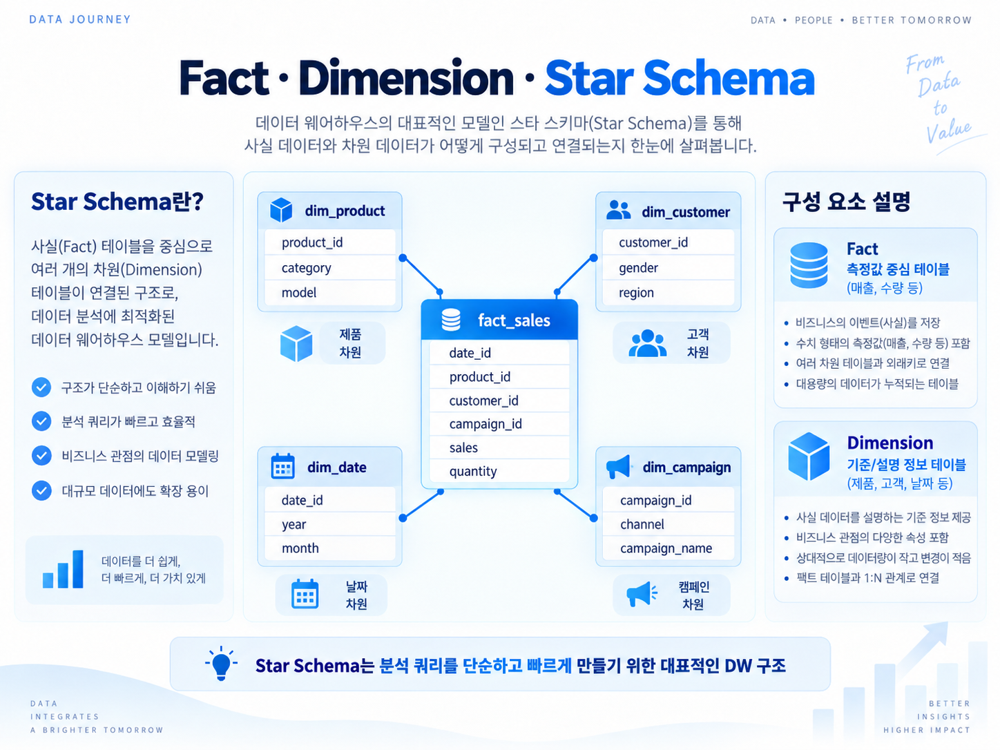 DATA JOURNEY
DATA • PEOPLE • BETTER TOMORROW
Fact · Dimension · Star Schema
데이터 웨어하우스의 대표적인 모델인 스타 스키마(Star Schema)를 통해
사실 데이터와 차원 데이터가 어떻게 구성되고 연결되는지 한눈에 살펴봅니다.
From
Data
to
Value
Star Schema란?
사실(Fact) 테이블을 중심으로
여러 개의 차원(Dimension)
테이블이 연결된 구조로,
데이터 분석에 최적화된
데이터 웨어하우스 모델입니다.
구조가 단순하고 이해하기 쉬움
분석 쿼리가 빠르고 효율적
비즈니스 관점의 데이터 모델링
대규모 데이터에도 확장 용이
데이터를 더 쉽게,
더 빠르게, 더 가치 있게
dim_product
product_id
category
model
제품
차원
dim_customer
customer_id
gender
region
고객
차원
fact_sales
date_id
product_id
customer_id
campaign_id
sales
quantity
dim_date
date_id
year
month
날짜
차원
dim_campaign
campaign_id
channel
campaign_name
캠페인
차원
구성 요소 설명
Fact
측정값 중심 테이블
(매출, 수량 등)
• 비즈니스의 이벤트(사실)를 저장
• 수치 형태의 측정값(매출, 수량 등) 포함
• 여러 차원 테이블과 외래키로 연결
• 대용량의 데이터가 누적되는 테이블
Dimension
기준/설명 정보 테이블
(제품, 고객, 날짜 등)
• 사실 데이터를 설명하는 기준 정보 제공
• 비즈니스 관점의 다양한 속성 포함
• 상대적으로 데이터량이 작고 변경이 적음
• 팩트 테이블과 1:N 관계로 연결
Star Schema는 분석 쿼리를 단순하고 빠르게 만들기 위한 대표적인 DW 구조
DATA
INTEGRATES
A BRIGHTER TOMORROW
BETTER
INSIGHTS
HIGHER IMPACT